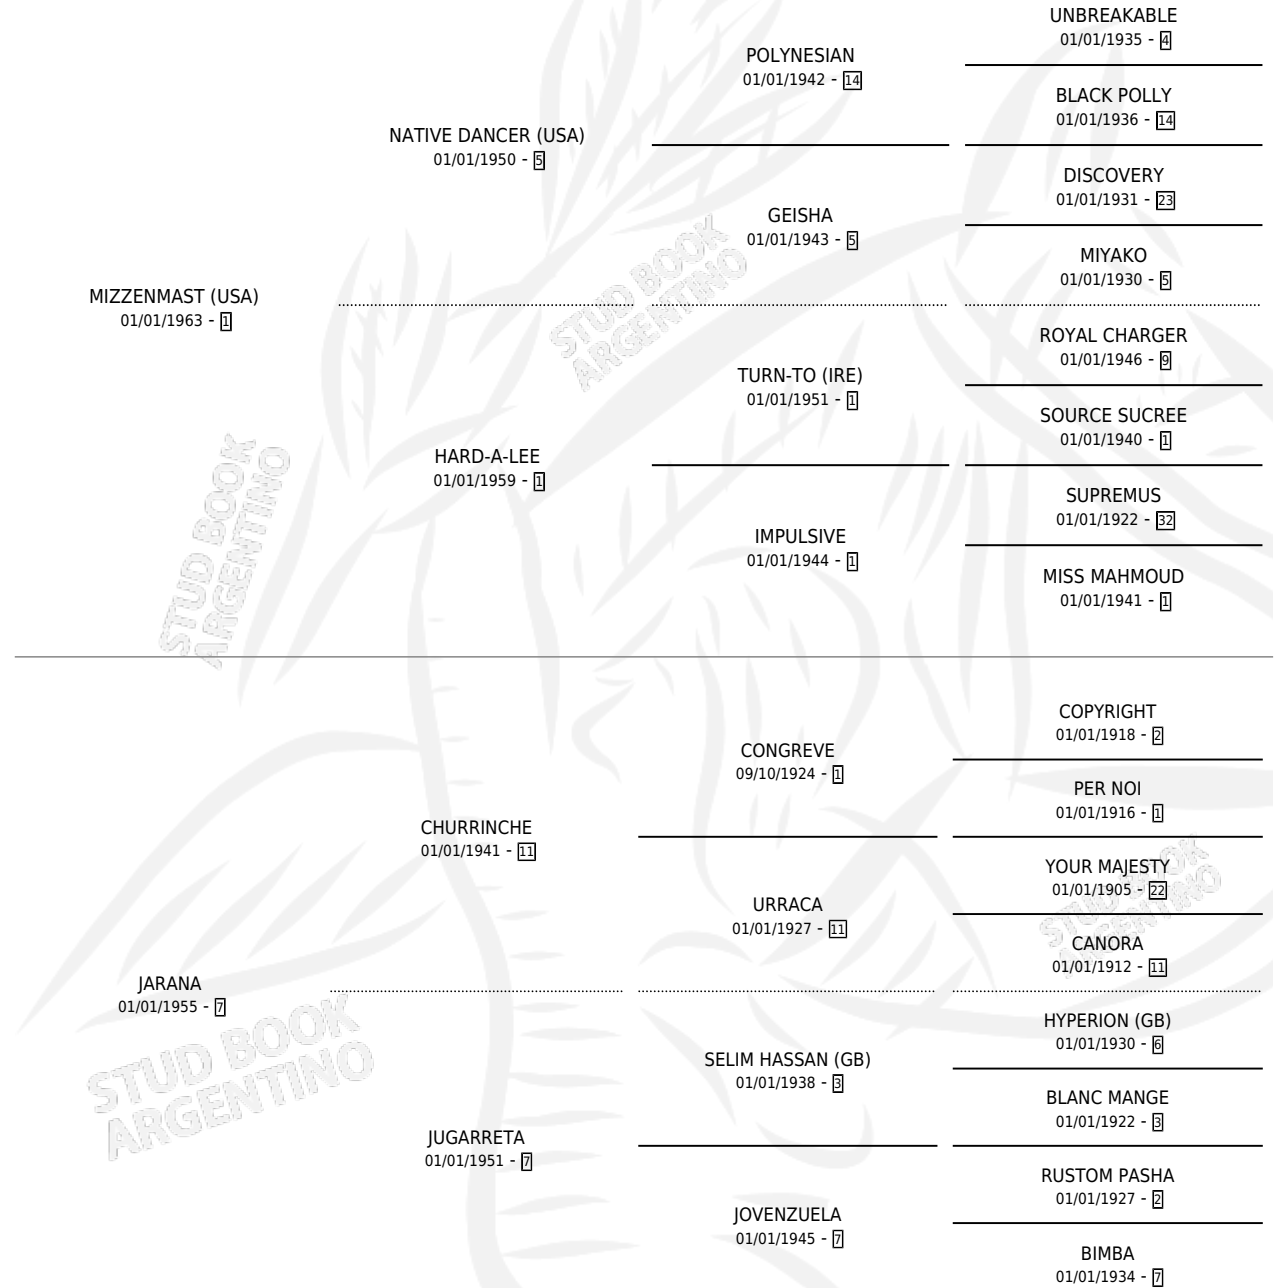 UNBREAKABLE
01/01/1935 - 4
POLYNESIAN
01/01/1942 - 14
BLACK POLLY
01/01/1936 - 14
NATIVE DANCER (USA)
01/01/1950 - 5
DISCOVERY
01/01/1931 - 23
GEISHA
01/01/1943 - 5
MIYAKO
01/01/1930 - 5
MIZZENMAST (USA)
01/01/1963 - 1
ROYAL CHARGER
01/01/1946 - 9
TURN-TO (IRE)
01/01/1951 - 1
SOURCE SUCREE
01/01/1940 - 1
HARD-A-LEE
01/01/1959 - 1
SUPREMUS
01/01/1922 - 32
IMPULSIVE
01/01/1944 - 1
MISS MAHMOUD
01/01/1941 - 1
COPYRIGHT
01/01/1918 - 2
CONGREVE
09/10/1924 - 1
PER NOI
01/01/1916 - 1
CHURRINCHE
01/01/1941 - 11
YOUR MAJESTY
01/01/1905 - 22
URRACA
01/01/1927 - 11
CANORA
01/01/1912 - 11
JARANA
01/01/1955 - 7
HYPERION (GB)
01/01/1930 - 6
SELIM HASSAN (GB)
01/01/1938 - 3
BLANC MANGE
01/01/1922 - 3
JUGARRETA
01/01/1951 - 7
RUSTOM PASHA
01/01/1927 - 2
JOVENZUELA
01/01/1945 - 7
BIMBA
01/01/1934 - 7
STUD BOOK
ARGENTINO
STUD BOOK
ARGENTINO
STUD BOOK
ARGENTINO
STUD BOOK
ARGENTINO